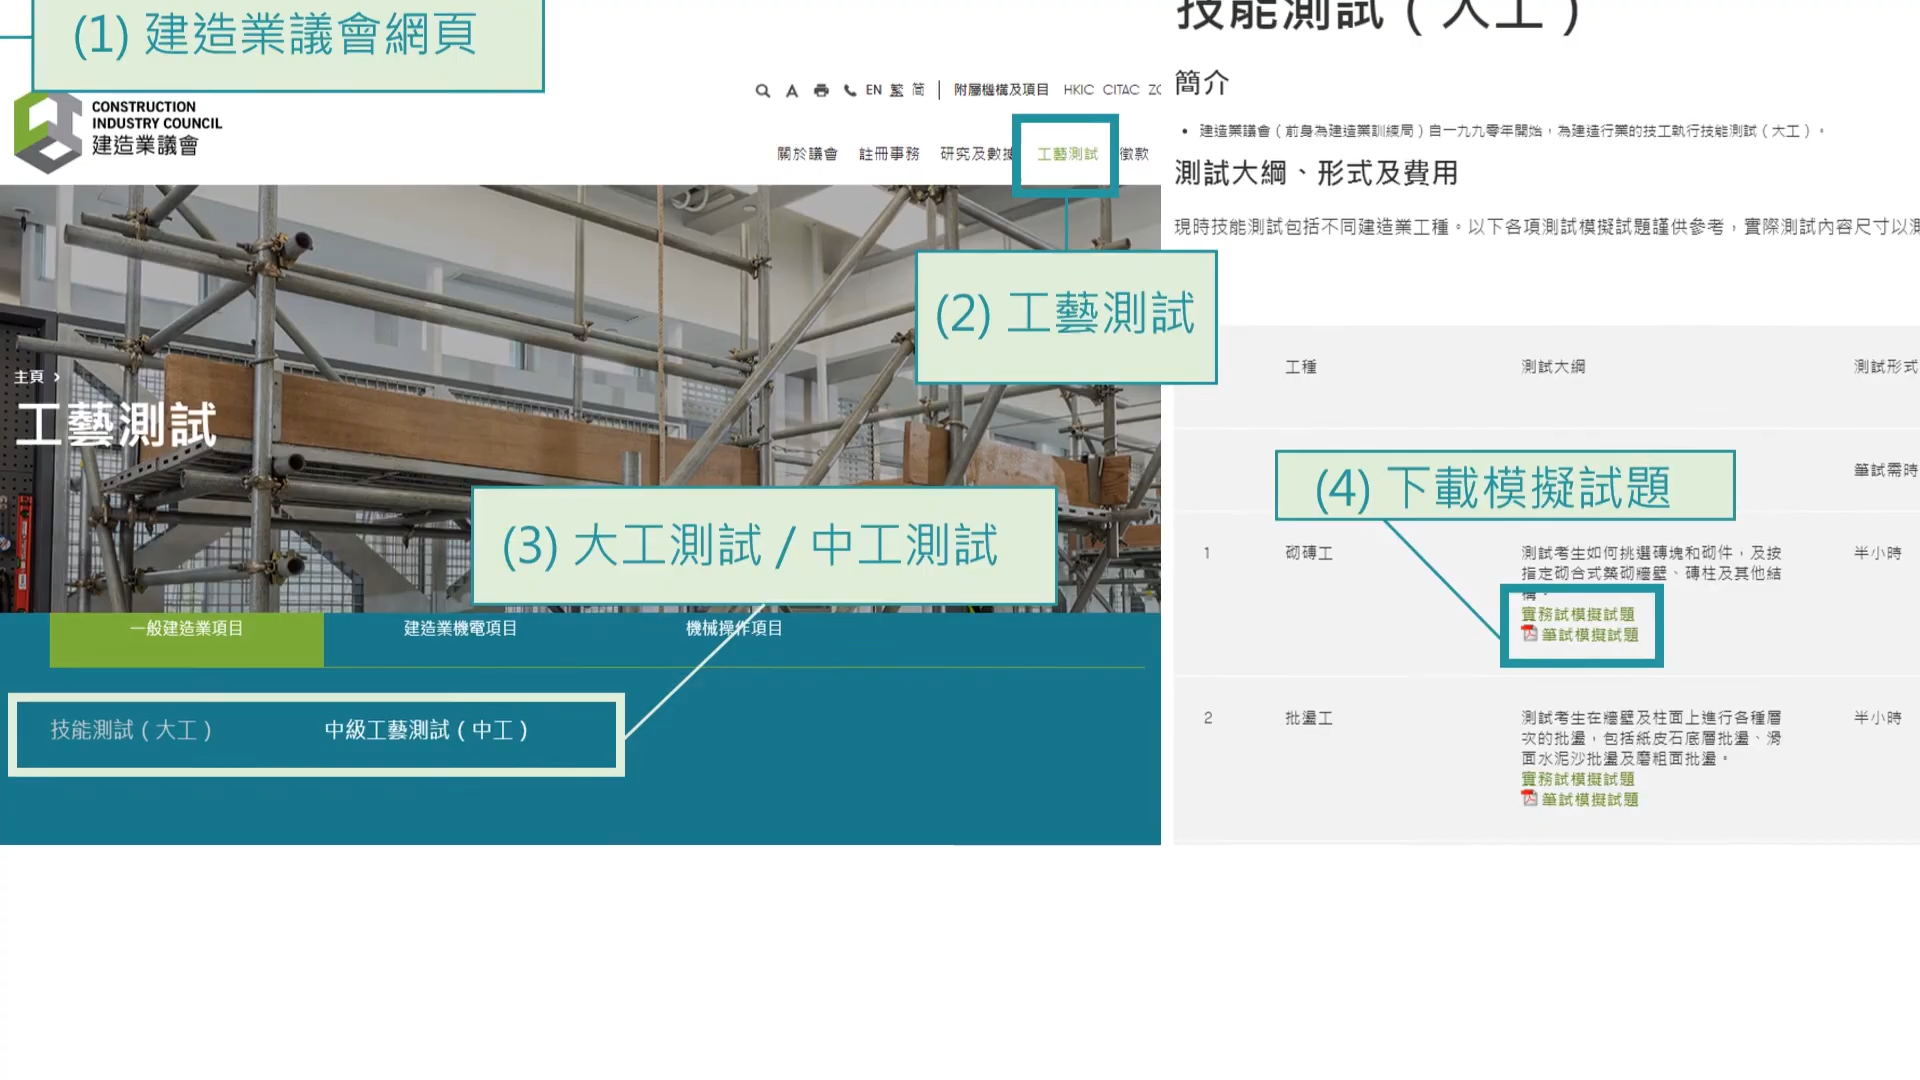 (1) 建造業議會網頁
EN 繁 简 | 附屬機構及項目 HKIC CITAC
CONSTRUCTION
INDUSTRY COUNCIL
建造業議會
關於議會 註冊事務 研究及數據 工藝測試 徵款
(2) 工藝測試
主頁 >
工藝測試
(3) 大工測試 / 中工測試
一般建造業項目 建造業機電項目 機械操作項目
技能測試（大工） 中級工藝測試（中工）
技能測試（大工）
簡介
• 建造業議會（前身為建造業訓練局）自一九九零年開始，為建造行業的技工執行技能測試（大工）。
測試大綱、形式及費用
現時技能測試包括不同建造業工種。以下各項測試模擬試題謹供參考，實際測試內容尺寸以
工種 測試大綱 測試形式
筆試需時
(4) 下載模擬試題
1 砌磚工 測試考生如何挑選磚塊和砌件，及按 半小時
指定砌合式築砌牆壁、磚柱及其他結
構。
實務試模擬試題
筆試模擬試題
2 批盪工 測試考生在牆壁及柱面上進行各種層 半小時
次的批盪，包括紙皮石底層批盪、滑
面水泥沙批盪及磨粗面批盪。
實務試模擬試題
筆試模擬試題